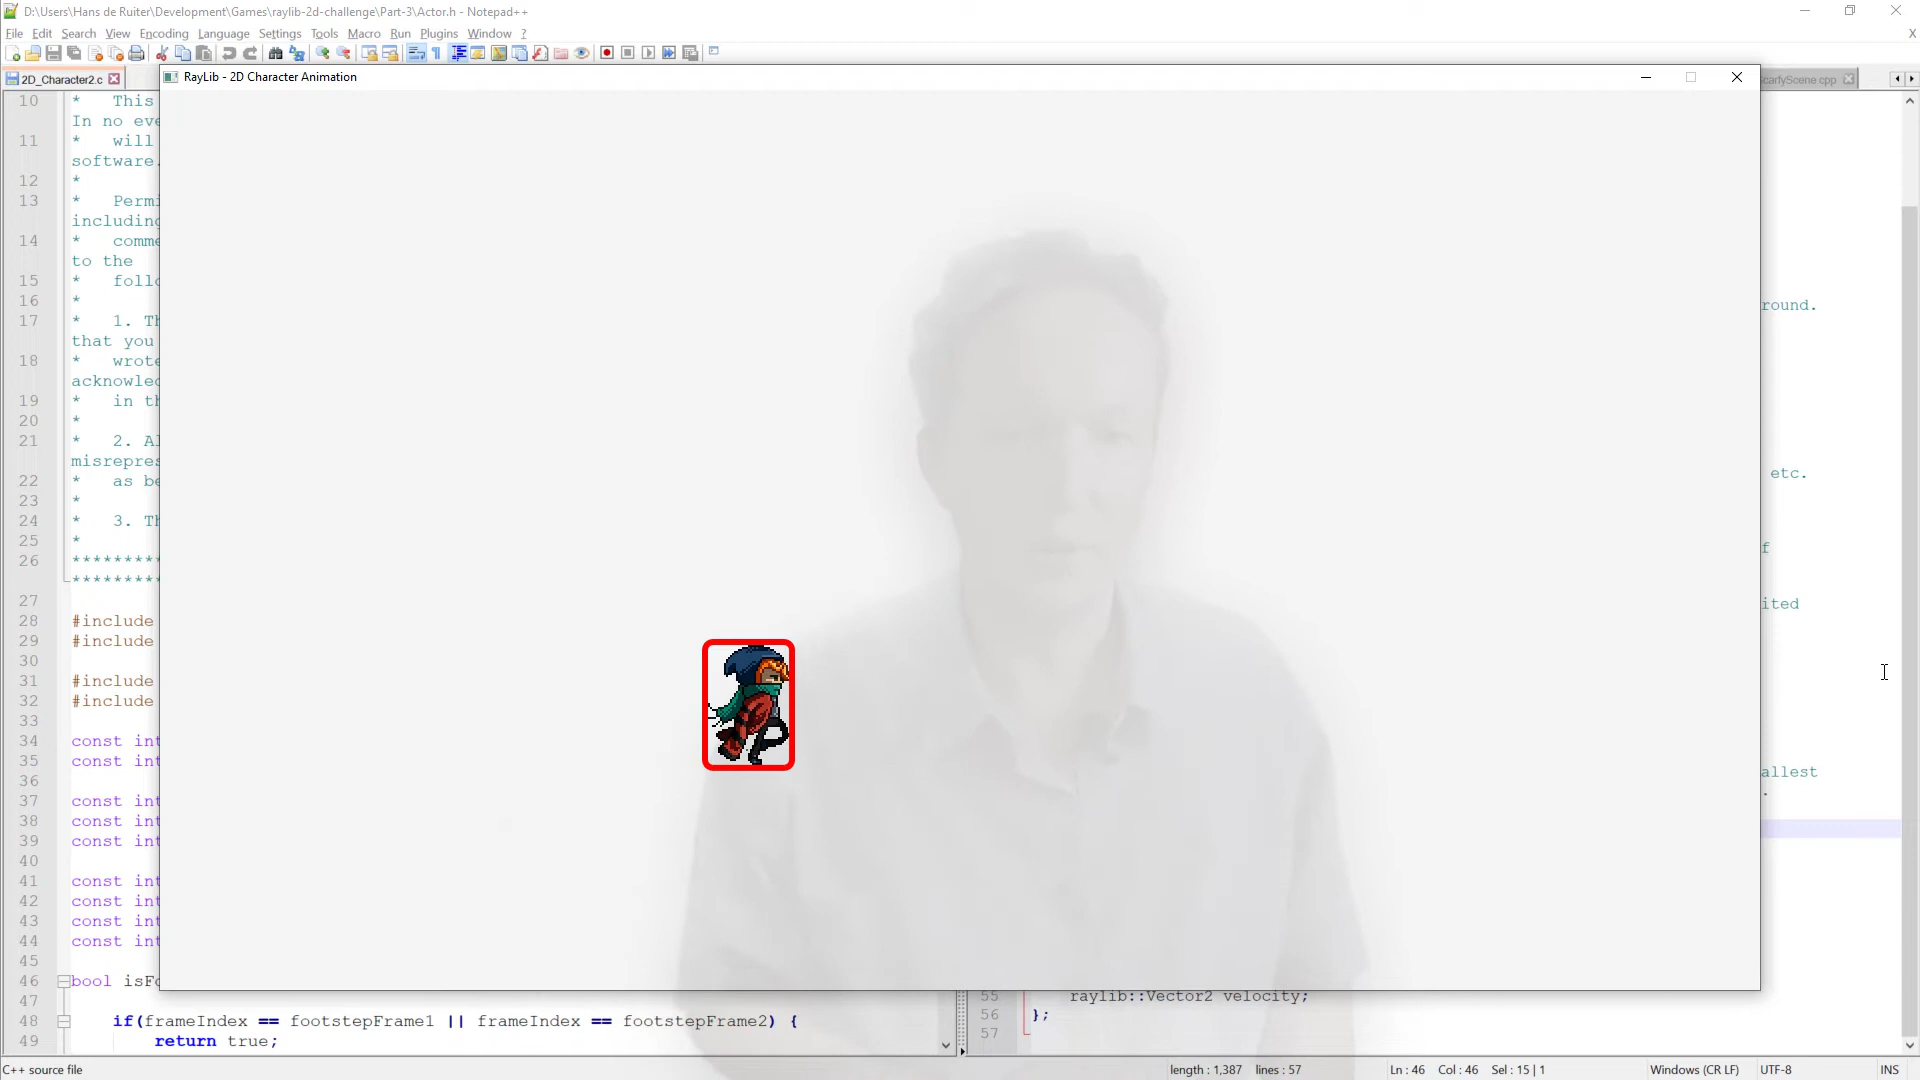 D:\Users\Hans de Ruiter\Development\Games\raylib-2d-challenge\Part-3\Actor.h - Notepad++
File Edit Search View Encoding Language Settings Tools Macro Run Plugins Window ? X
2D_Character2.c
ScarfyScene cpp
RayLib - 2D Character Animation
10 * This
In no eve
11 * will
software.
12 *
13 * Permi
including
14 * comme
to the
15 * follo
16 *
17 * 1. Th
that you
18 * wrote
acknowled
19 * in th
20 *
21 * 2. Al
misrepres
22 * as be
23 *
24 * 3. Th
25 *
26 *********
*********
27
28 #include
29 #include
30
31 #include
32 #include
33
34 const int
35 const int
36
37 const int
38 const int
39 const int
40
41 const int
42 const int
43 const int
44 const int
45
46 bool isFo
47
48 if(frameIndex == footstepFrame1 || frameIndex == footstepFrame2) {
49 return true;
round.
etc.
f
ited
allest
.
55 raylib::Vector2 velocity;
56 };
57
C++ source file length : 1,387 lines : 57 Ln : 46 Col : 46 Sel : 15 | 1 Windows (CR LF) UTF-8 INS